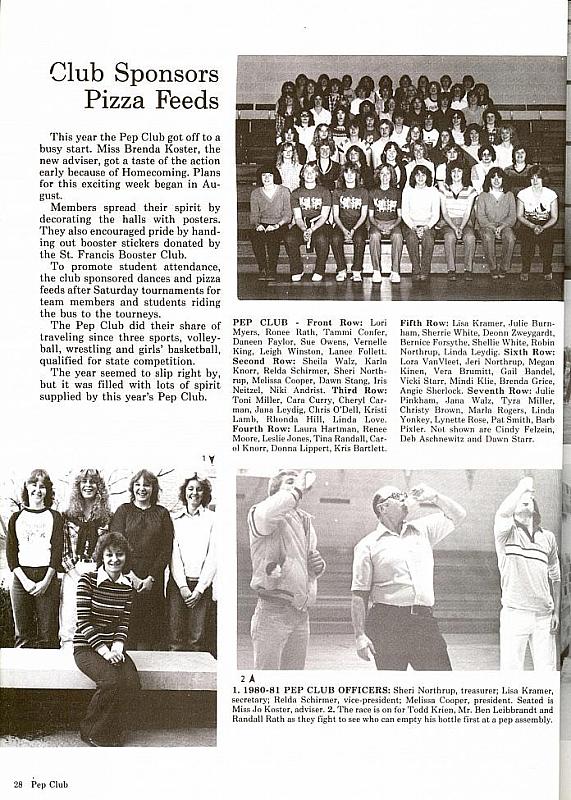 Club Sponsors
Pizza Feeds
This year the Pep Club got off to a
busy start. Miss Brenda Koster, the
new adviser, got a taste of the action
early because of Homecoming. Plans
for this exciting week began in Au-
gust.
Members spread their spirit by
decorating the halls with posters.
They also encouraged pride by hand-
ing out booster stickers donated by
the St. Francis Booster Club.
To promote student attendance,
the club sponsored dances and pizza
feeds after Saturday tournaments for
team members and students riding
the bus to the tourneys.
The Pep Club did their share of
traveling since three sports, volley-
ball, wrestling and girls' basketball,
qualified for state competition.
The year seemed to slip right by,
but it was filled with lots of spirit
supplied by this year's Pep Club.
PEP CLUB - Front Row: Lori
Myers, Ronee Rath, Tammi Confer,
Daneen Faylor, Sue Owens, Vernelle
King, Leigh Winston, Lanee Follett.
Second Row: Sheila Walz, Karla
Knorr, Relda Schirmer, Sheri North-
rup, Melissa Cooper, Dawn Stang, Iris
Neitzel, Niki Andrist. Third Row:
Toni Miller, Cara Curry, Cheryl Car-
man, Jana Leydig, Chris O'Dell, Kristi
Lamb, Rhonda Hill, Linda Love.
Fourth Row: Laura Hartman, Renee
Moore, Leslie Jones, Tina Randall, Car-
ol Knorr, Donna Lippert, Kris Bartlett.
Fifth Row: Lisa Kramer, Julie Burn-
ham, Sherrie White, Deonn Zweygardt,
Bernice Forsythe, Shellie White, Robin
Northrup, Linda Leydig. Sixth Row:
Lora VanVleet, Jeri Northrup, Megan
Kinen, Vera Brumitt, Gail Bandel,
Vicki Starr, Mindi Klie, Brenda Grice,
Angie Sherlock. Seventh Row: Julie
Pinkham, Jana Walz, Tyra Miller,
Christy Brown, Marla Rogers, Linda
Yonkey, Lynette Rose, Pat Smith, Barb
Pixler. Not shown are Cindy Felzein,
Deb Aschnewitz and Dawn Starr.
1
2
1. 1980-81 PEP CLUB OFFICERS: Sheri Northrup, treasurer; Lisa Kramer,
secretary; Relda Schirmer, vice-president; Melissa Cooper, president. Seated is
Miss Jo Koster, adviser. 2. The race is on for Todd Krien, Mr. Ben Leibbrandt and
Randall Rath as they fight to see who can empty his bottle first at a pep assembly.
28 Pep Club